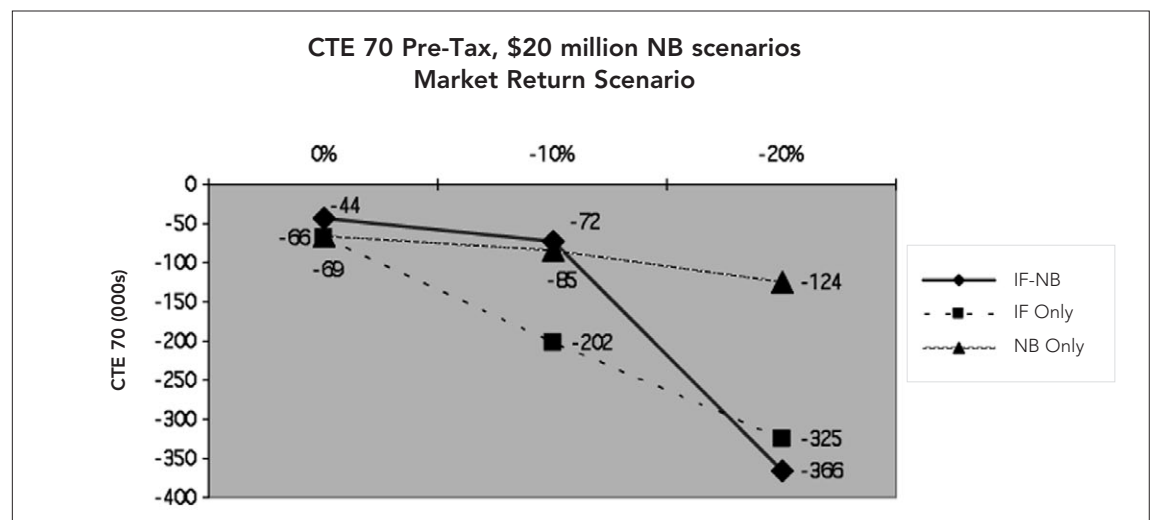 CTE 70 Pre-Tax, $20 million NB scenarios
Market Return Scenario
0% -10% -20%
0
-50
-100
-150
-200
-250
-300
-350
-400
CTE 70 (000s)
-44
-66
-69
-72
-85
-124
-202
-325
-366
IF-NB
IF Only
NB Only